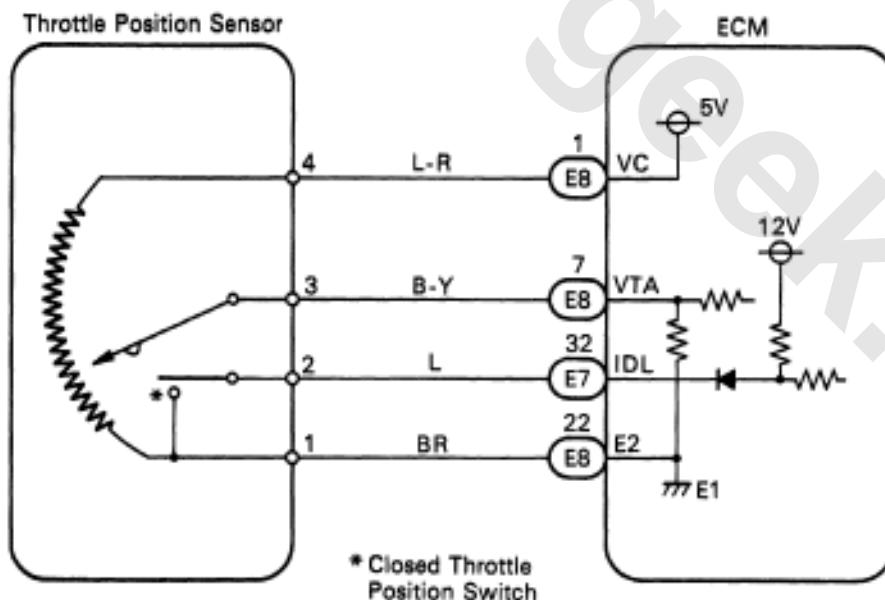 Throttle Position Sensor
ECM
5V
4
L-R
1
E8
VC
12V
3
B-Y
7
E8
VTA
2
L
32
E7
IDL
*
1
BR
22
E8
E2
E1
* Closed Throttle
Position Switch
geek.